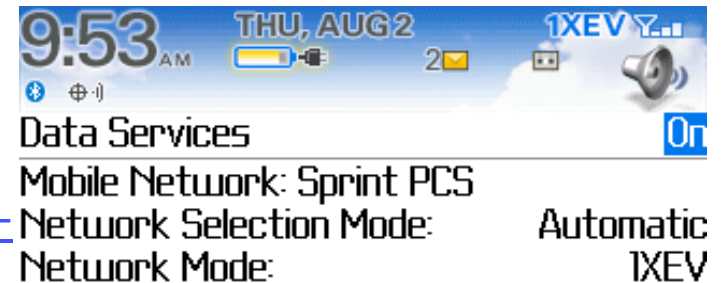 9:53AM THU, AUG 2 1XEV
2
Data Services On
Mobile Network: Sprint PCS
Network Selection Mode: Automatic
Network Mode: 1XEV